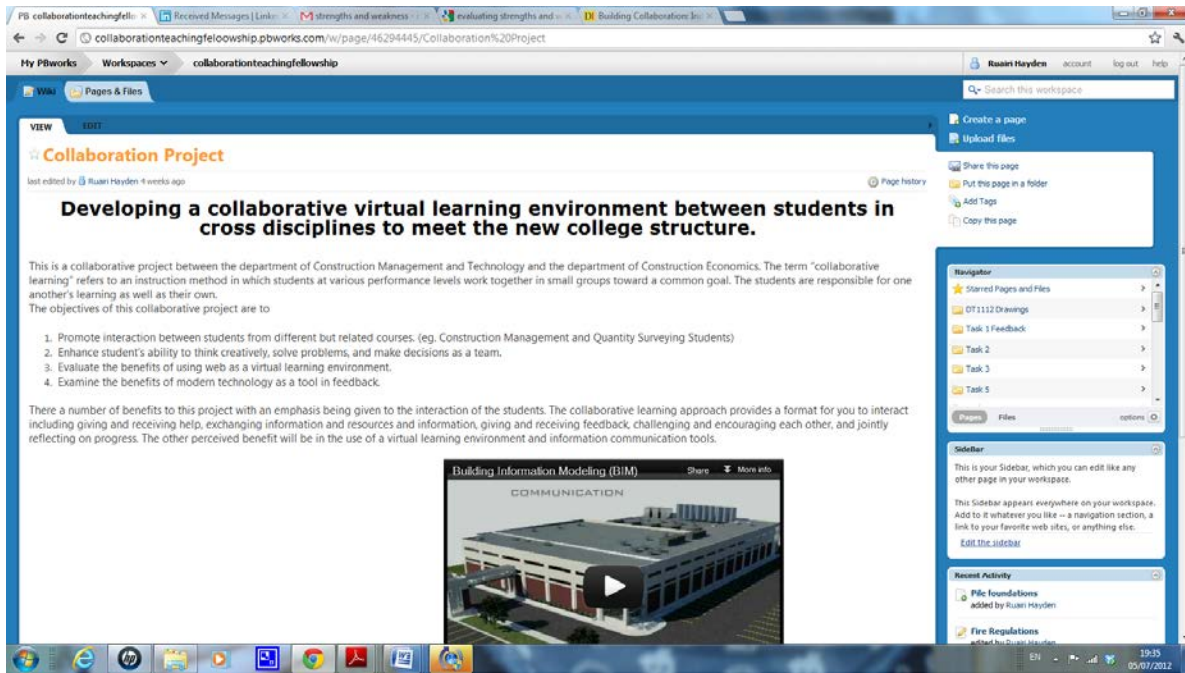 PB collaborationteachingfello
Received Messages | Linke
strengths and weakness
evaluating strengths and w
DI Building Collaboration: In
collaborationteachingfeloowship.pbworks.com/w/page/46294445/Collaboration%20Project
My PBworks Workspaces collaborationteachingfellowship
Ruairi Hayden account log out help
Wiki Pages & Files
Search this workspace
VIEW EDIT
Collaboration Project
last edited by Ruairi Hayden 4 weeks ago
Page history
Developing a collaborative virtual learning environment between students in
cross disciplines to meet the new college structure.
This is a collaborative project between the department of Construction Management and Technology and the department of Construction Economics. The term "collaborative
learning" refers to an instruction method in which students at various performance levels work together in small groups toward a common goal. The students are responsible for one
another's learning as well as their own.
The objectives of this collaborative project are to
1. Promote interaction between students from different but related courses. (eg. Construction Management and Quantity Surveying Students)
2. Enhance student's ability to think creatively, solve problems, and make decisions as a team.
3. Evaluate the benefits of using web as a virtual learning environment.
4. Examine the benefits of modern technology as a tool in feedback.
There a number of benefits to this project with an emphasis being given to the interaction of the students. The collaborative learning approach provides a format for you to interact
including giving and receiving help, exchanging information and resources and information, giving and receiving feedback, challenging and encouraging each other, and jointly
reflecting on progress. The other perceived benefit will be in the use of a virtual learning environment and information communication tools.
Building Information Modeling (BIM) Share More info
COMMUNICATION
Create a page
Upload files
Share this page
Put this page in a folder
Add Tags
Copy this page
Navigator
Starred Pages and Files
DT1112 Drawings
Task 1 Feedback
Task 2
Task 3
Task 5
Pages Files options
SideBar
This is your Sidebar, which you can edit like any
other page in your workspace.
This Sidebar appears everywhere on your workspace.
Add to it whatever you like -- a navigation section, a
link to your favorite web sites, or anything else.
Edit the sidebar
Recent Activity
Pile foundations
added by Ruairi Hayden
Fire Regulations
edited by Ruairi Hayden
EN
19:35
05/07/2012